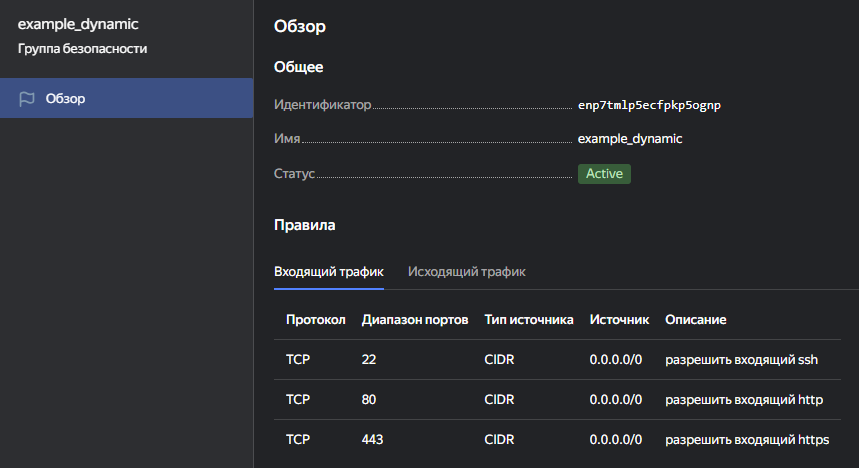 example_dynamic
Группа безопасности
Обзор
Обзор
Общее
Идентификатор enp7tmlp5ecfpkp5ognp
Имя example_dynamic
Статус Active
Правила
Входящий трафик Исходящий трафик
Протокол Диапазон портов Тип источника Источник Описание
TCP 22 CIDR 0.0.0.0/0 разрешить входящий ssh
TCP 80 CIDR 0.0.0.0/0 разрешить входящий http
TCP 443 CIDR 0.0.0.0/0 разрешить входящий https